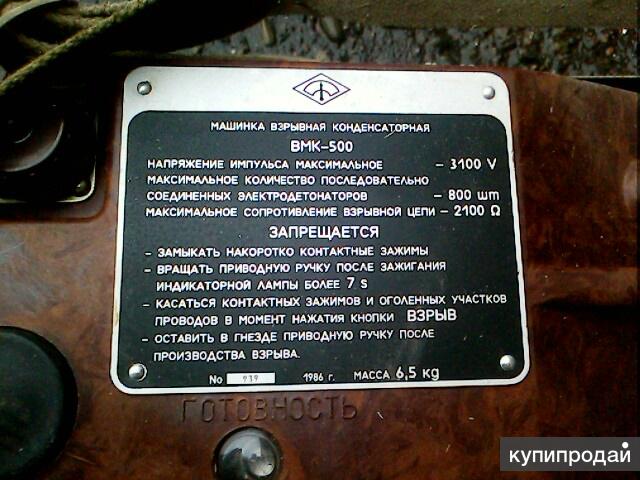 МАШИНКА ВЗРЫВНАЯ КОНДЕНСАТОРНАЯ
ВМК-500
НАПРЯЖЕНИЕ ИМПУЛЬСА МАКСИМАЛЬНОЕ - 3100 V
МАКСИМАЛЬНОЕ КОЛИЧЕСТВО ПОСЛЕДОВАТЕЛЬНО
СОЕДИНЕННЫХ ЭЛЕКТРОДЕТОНАТОРОВ - 800 шт
МАКСИМАЛЬНОЕ СОПРОТИВЛЕНИЕ ВЗРЫВНОЙ ЦЕПИ - 2100 Ω
ЗАПРЕЩАЕТСЯ
- ЗАМЫКАТЬ НАКОРОТКО КОНТАКТНЫЕ ЗАЖИМЫ
- ВРАЩАТЬ ПРИВОДНУЮ РУЧКУ ПОСЛЕ ЗАЖИГАНИЯ
ИНДИКАТОРНОЙ ЛАМПЫ БОЛЕЕ 7 S
- КАСАТЬСЯ КОНТАКТНЫХ ЗАЖИМОВ И ОГОЛЕННЫХ УЧАСТКОВ
ПРОВОДОВ В МОМЕНТ НАЖАТИЯ КНОПКИ ВЗРЫВ
- ОСТАВИТЬ В ГНЕЗДЕ ПРИВОДНУЮ РУЧКУ ПОСЛЕ
ПРОИЗВОДСТВА ВЗРЫВА.
No 939 1986 г. МАССА 6,5 kg
ГОТОВНОСТЬ
купипродай